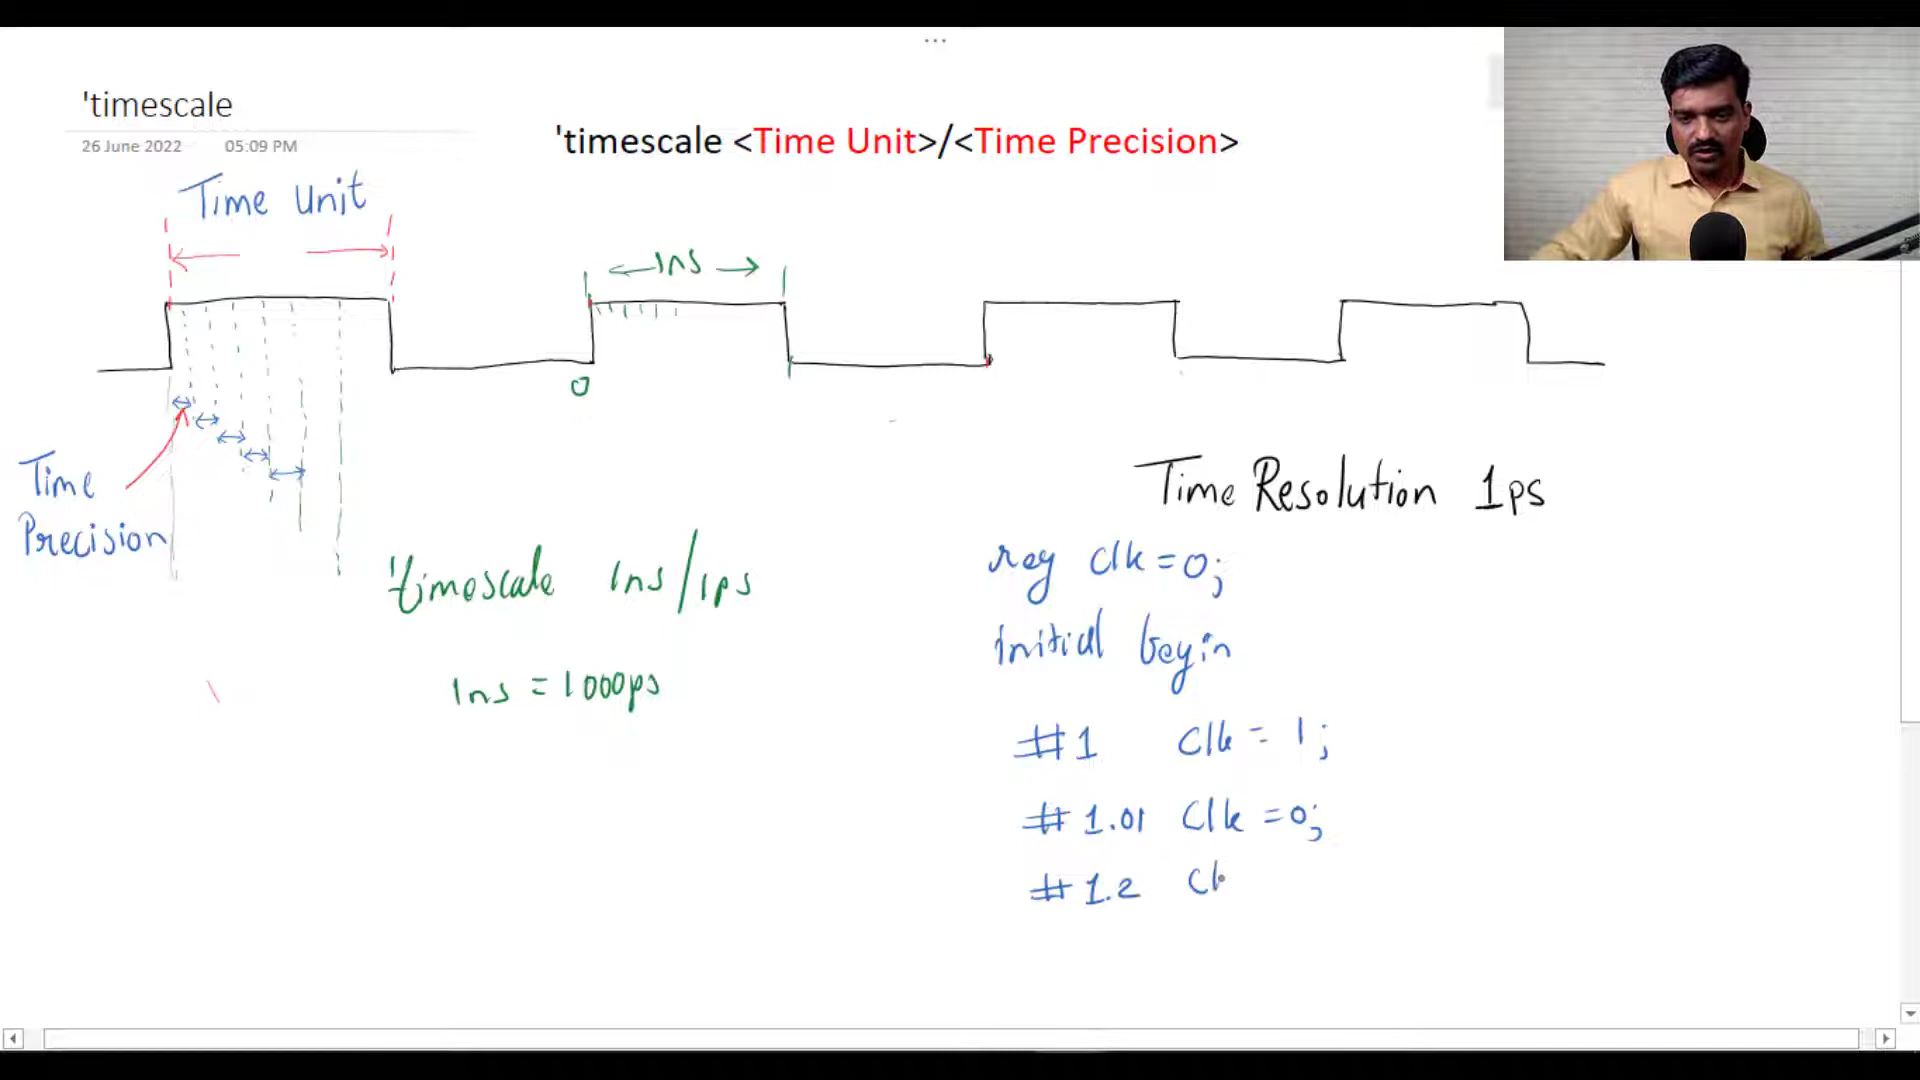 ...
'timescale
26 June 2022 05:09 PM
'timescale <Time Unit>/<Time Precision>
Time Unit
1ns
0
Time
Precision
Time Resolution 1ps
'timescale 1ns/1ps
1ns = 1000ps
reg clk = 0;
initial begin
#1 clk = 1;
#1.01 clk = 0;
#1.2 cl